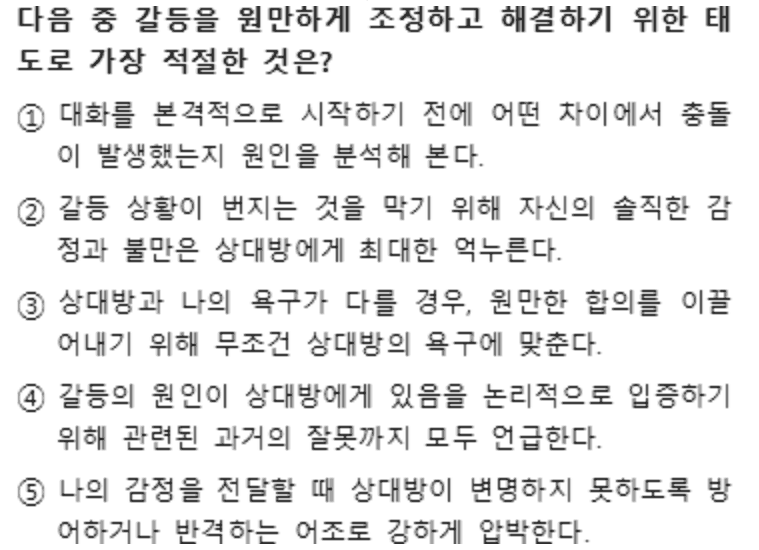 다음 중 갈등을 원만하게 조정하고 해결하기 위한 태
도로 가장 적절한 것은?
① 대화를 본격적으로 시작하기 전에 어떤 차이에서 충돌
이 발생했는지 원인을 분석해 본다.
② 갈등 상황이 번지는 것을 막기 위해 자신의 솔직한 감
정과 불만은 상대방에게 최대한 억누른다.
③ 상대방과 나의 욕구가 다를 경우, 원만한 합의를 이끌
어내기 위해 무조건 상대방의 욕구에 맞춘다.
④ 갈등의 원인이 상대방에게 있음을 논리적으로 입증하기
위해 관련된 과거의 잘못까지 모두 언급한다.
⑤ 나의 감정을 전달할 때 상대방이 변명하지 못하도록 방
어하거나 반격하는 어조로 강하게 압박한다.